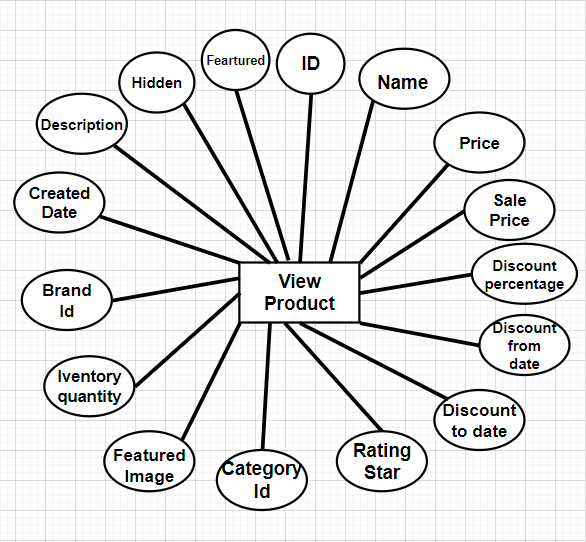 Feartured
ID
Name
Hidden
Description
Price
Created
Date
Sale
Price
View
Product
Discount
percentage
Brand
Id
Discount
from
date
Iventory
quantity
Discount
to date
Featured
Image
Category
Id
Rating
Star